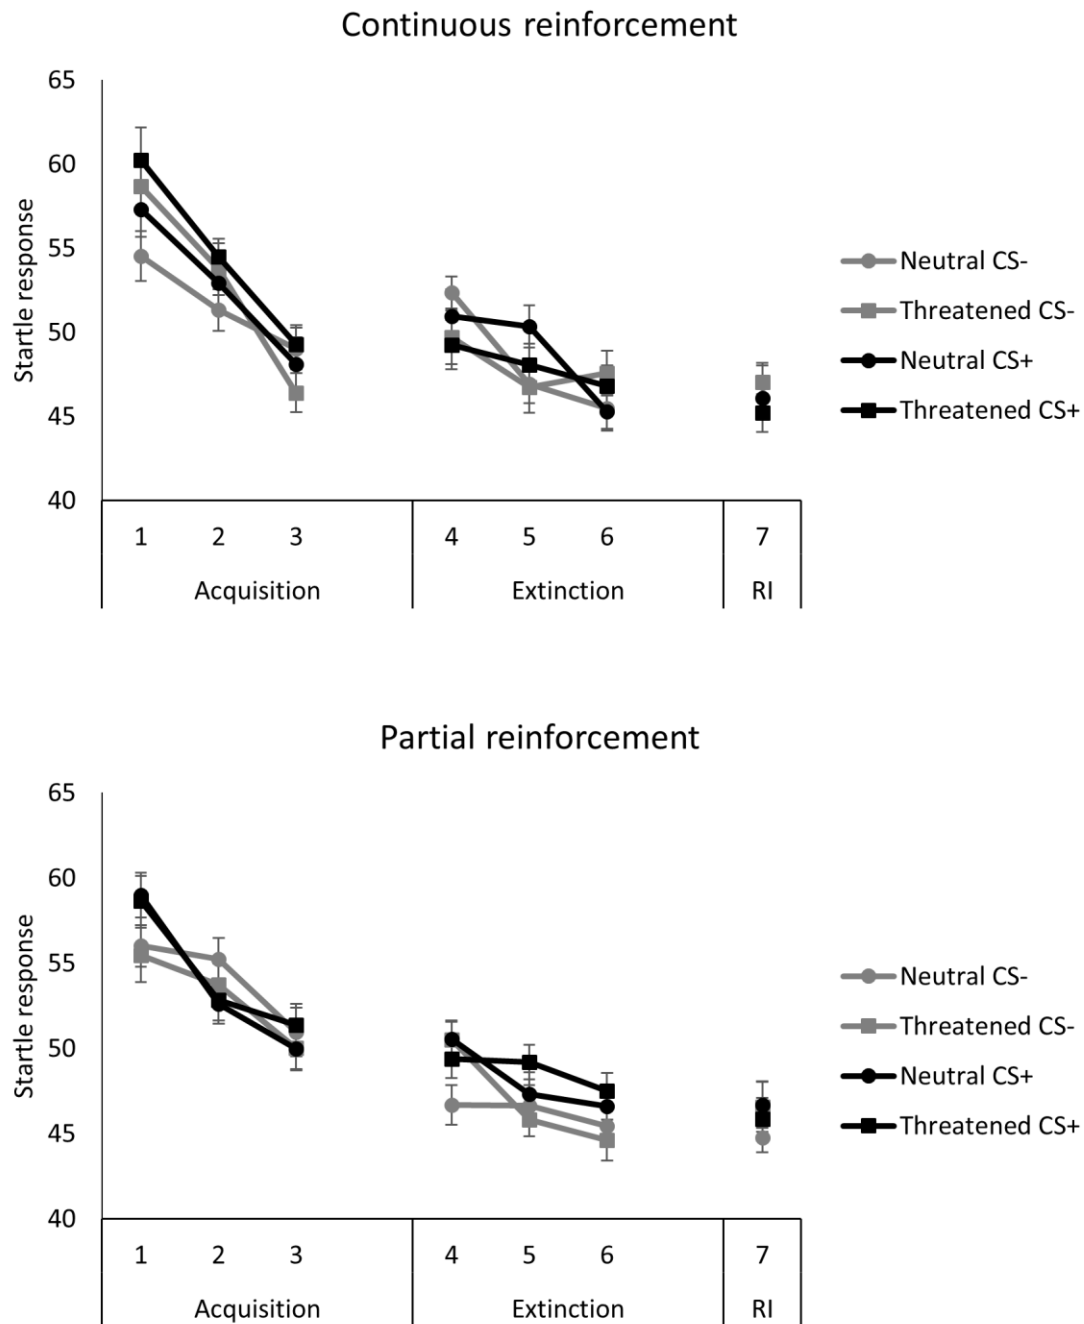 Continuous reinforcement
65
60
55
50
45
40
Startle response
1 2 3 4 5 6 7
Acquisition Extinction RI
Neutral CS-
Threatened CS-
Neutral CS+
Threatened CS+
Partial reinforcement
65
60
55
50
45
40
Startle response
1 2 3 4 5 6 7
Acquisition Extinction RI
Neutral CS-
Threatened CS-
Neutral CS+
Threatened CS+